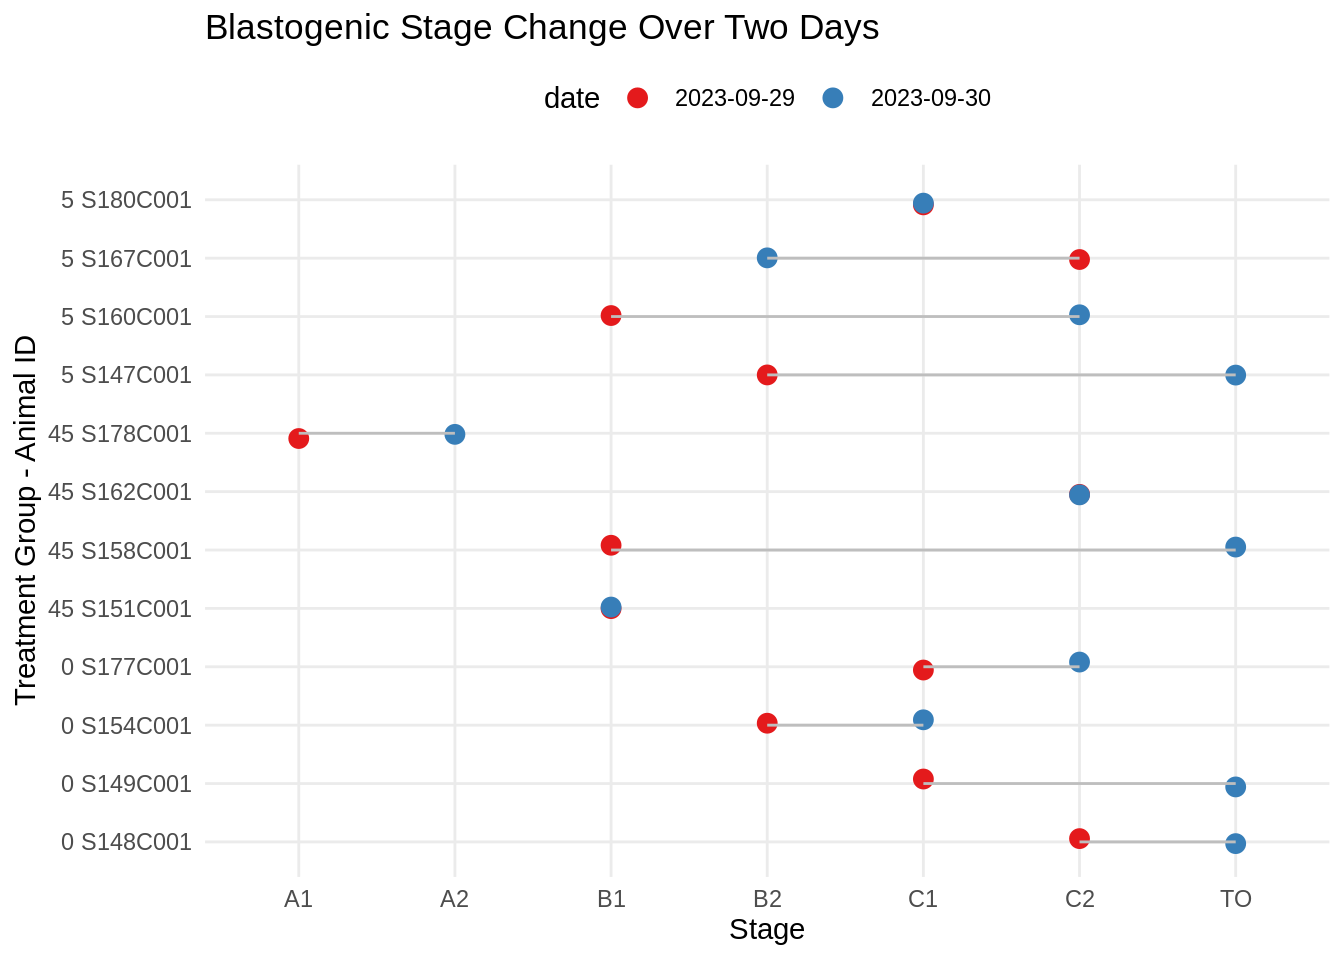 Blastogenic Stage Change Over Two Days
date 2023-09-29 2023-09-30
Treatment Group - Animal ID
5 S180C001
5 S167C001
5 S160C001
5 S147C001
45 S178C001
45 S162C001
45 S158C001
45 S151C001
0 S177C001
0 S154C001
0 S149C001
0 S148C001
A1 A2 B1 B2 C1 C2 TO
Stage